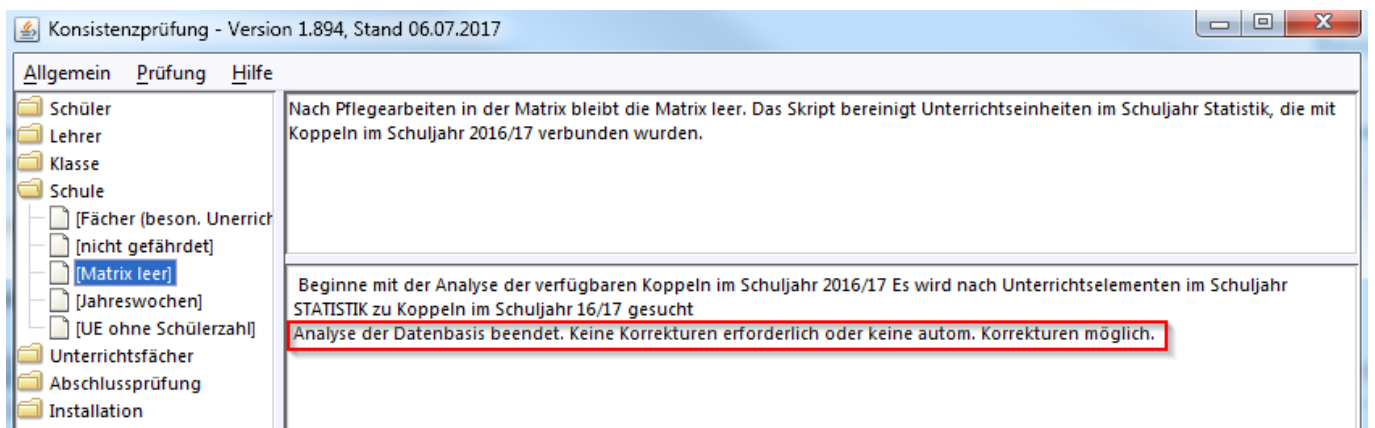 Konsistenzprüfung - Version 1.894, Stand 06.07.2017
Allgemein Prüfung Hilfe
Schüler
Lehrer
Klasse
Schule
[Fächer (beson. Unerrich
[nicht gefährdet]
[Matrix leer]
[Jahreswochen]
[UE ohne Schülerzahl]
Unterrichtsfächer
Abschlussprüfung
Installation
Nach Pflegearbeiten in der Matrix bleibt die Matrix leer. Das Skript bereinigt Unterrichtseinheiten im Schuljahr Statistik, die mit
Koppeln im Schuljahr 2016/17 verbunden wurden.
Beginne mit der Analyse der verfügbaren Koppeln im Schuljahr 2016/17 Es wird nach Unterrichtselementen im Schuljahr
STATISTIK zu Koppeln im Schuljahr 16/17 gesucht
Analyse der Datenbasis beendet. Keine Korrekturen erforderlich oder keine autom. Korrekturen möglich.